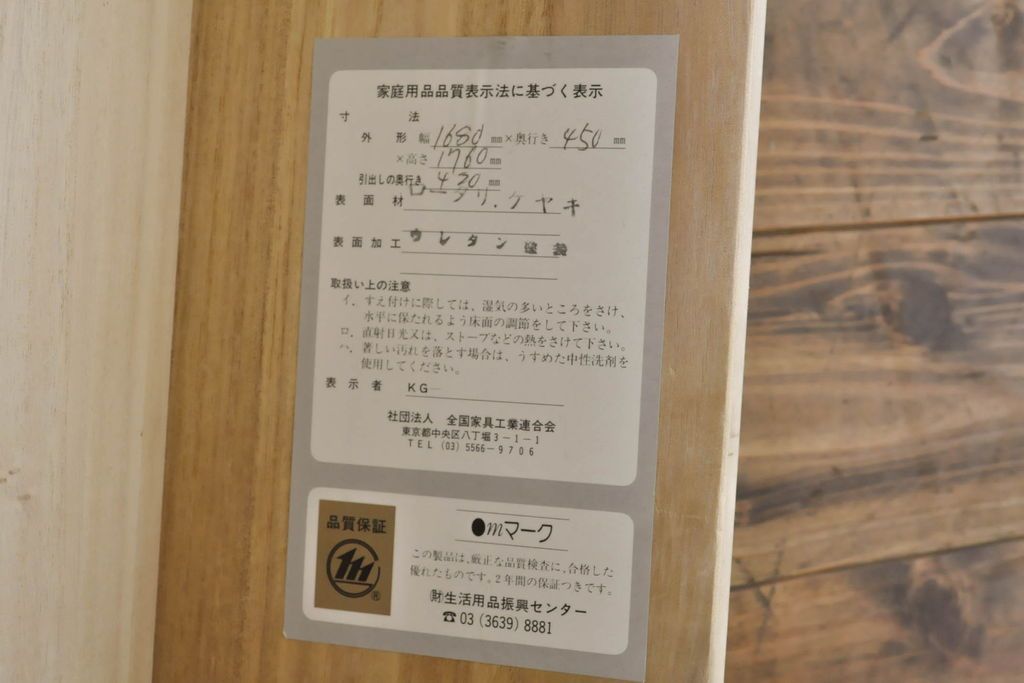 家庭用品品質表示法に基づく表示
寸法
外形 幅 1680 mm × 奥行き 450 mm
×高さ 1760 mm
引出しの奥行き 420 mm
表面材 ロータリ.ケヤキ
表面加工 ウレタン塗装
取扱い上の注意
イ、すえ付けに際しては、湿気の多いところをさけ、
水平に保たれるよう床面の調節をして下さい。
ロ、直射日光又は、ストーブなどの熱をさけて下さい。
ハ、著しい汚れを落とす場合は、うすめた中性洗剤を
使用してください。
表示者 KG-
社団法人 全国家具工業連合会
東京都中央区八丁堀3-1-1
TEL (03) 5566-9706
品質保証
m
®
●mマーク
この製品は、厳正な品質検査に、合格した
優れたものです。2年間の保証つきです。
(財)生活用品振興センター
☎ 03 (3639) 8881